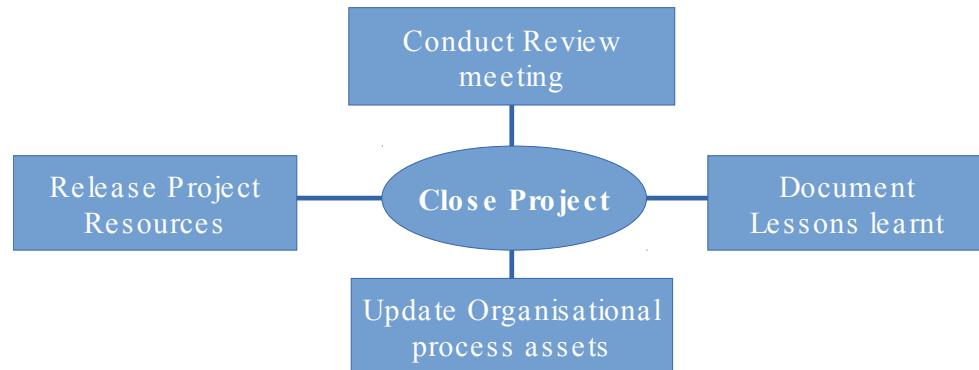 Conduct Review
meeting
Release Project
Resources
Close Project
Document
Lessons learnt
Update Organisational
process assets